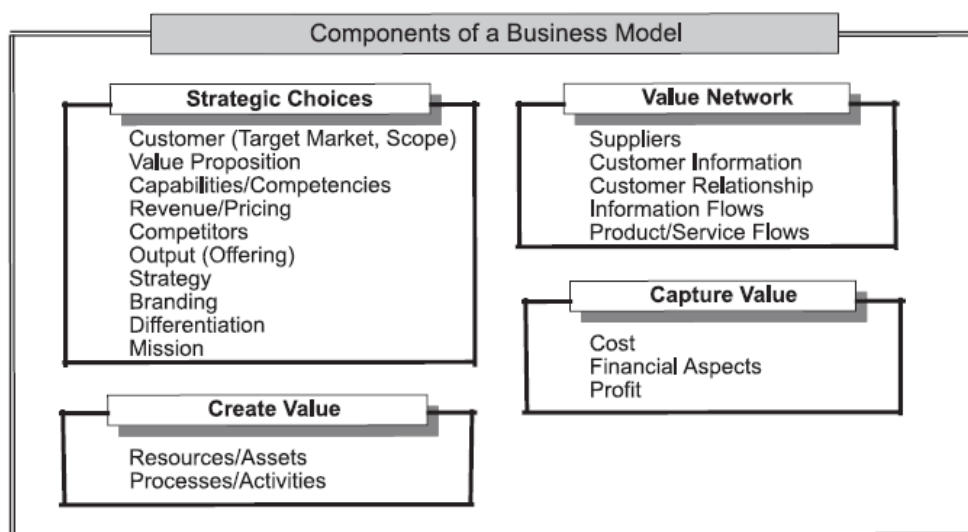 Components of a Business Model
Strategic Choices
Customer (Target Market, Scope)
Value Proposition
Capabilities/Competencies
Revenue/Pricing
Competitors
Output (Offering)
Strategy
Branding
Differentiation
Mission
Create Value
Resources/Assets
Processes/Activities
Value Network
Suppliers
Customer Information
Customer Relationship
Information Flows
Product/Service Flows
Capture Value
Cost
Financial Aspects
Profit